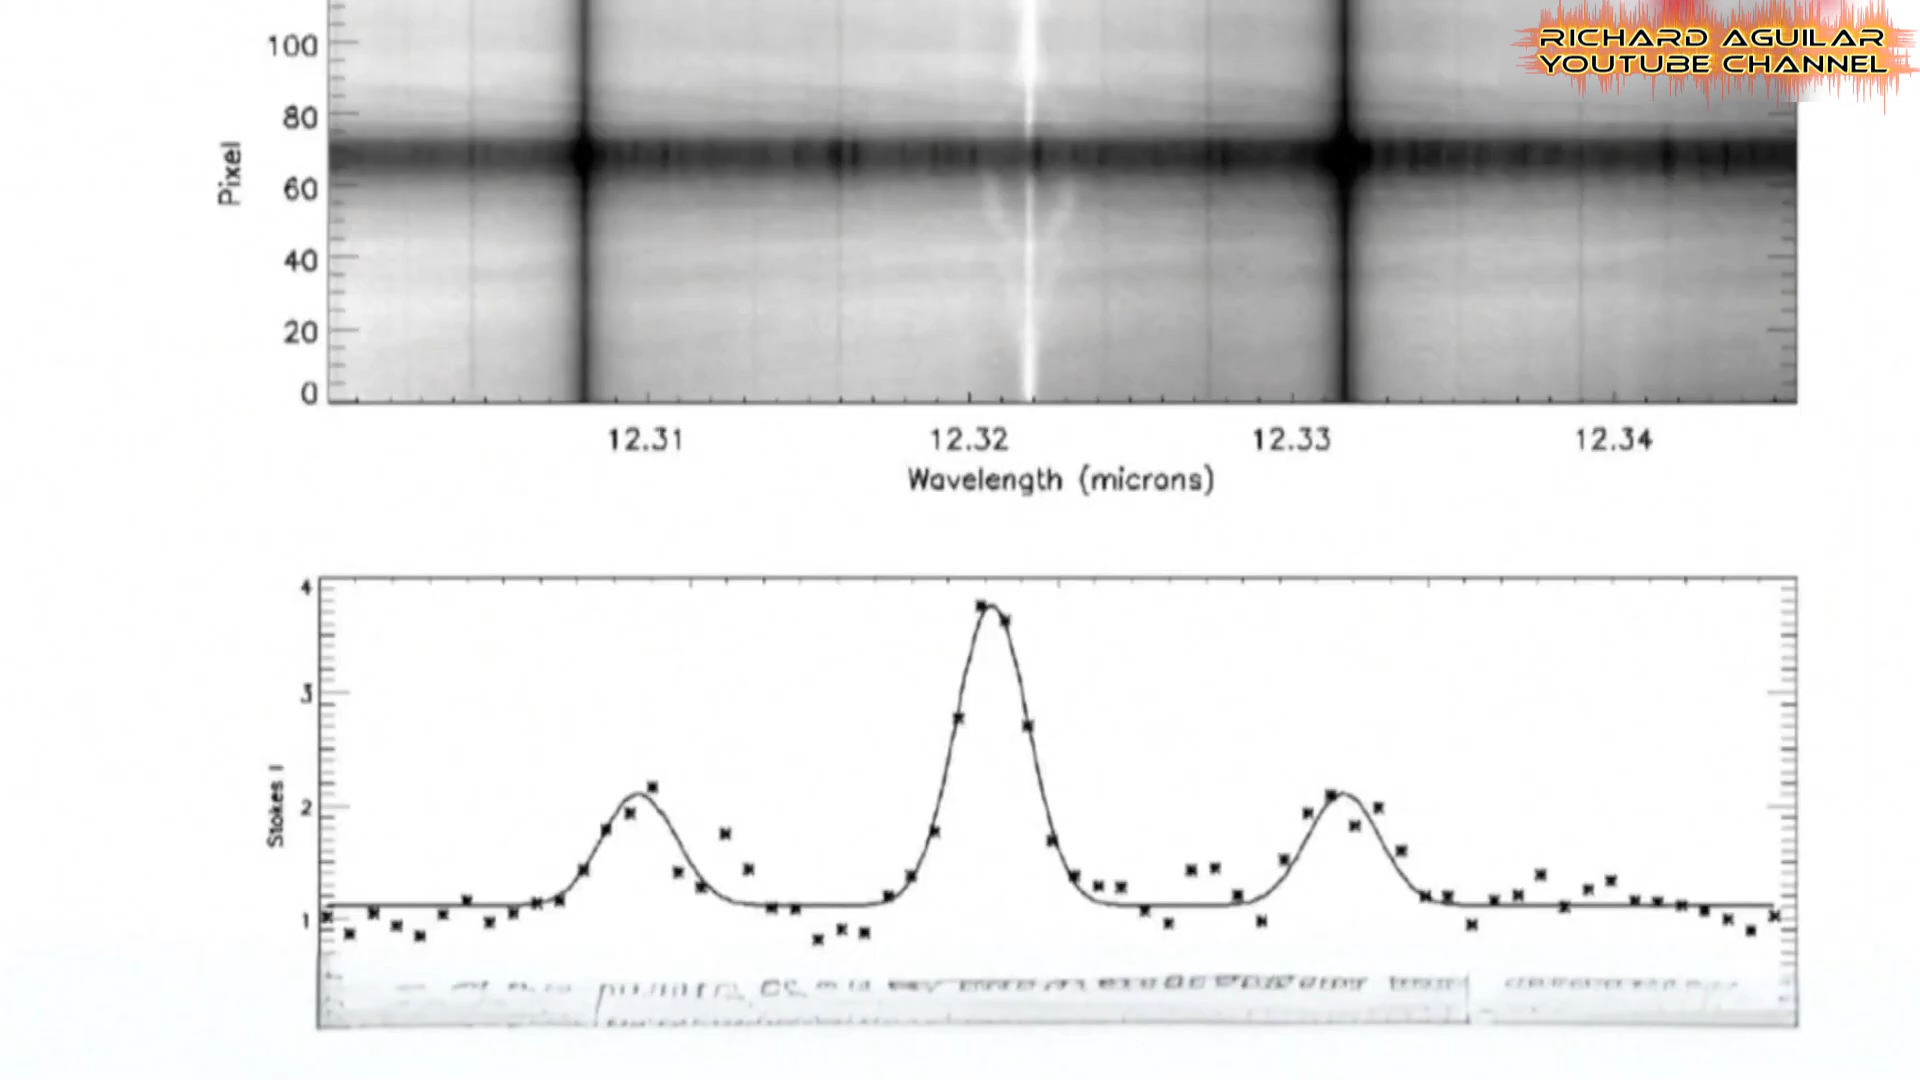 RICHARD AGUILAR
YOUTUBE CHANNEL
100
80
60
40
20
0
Pixel
12.31 12.32 12.33 12.34
Wavelength (microns)
4
3
2
1
Stokes I